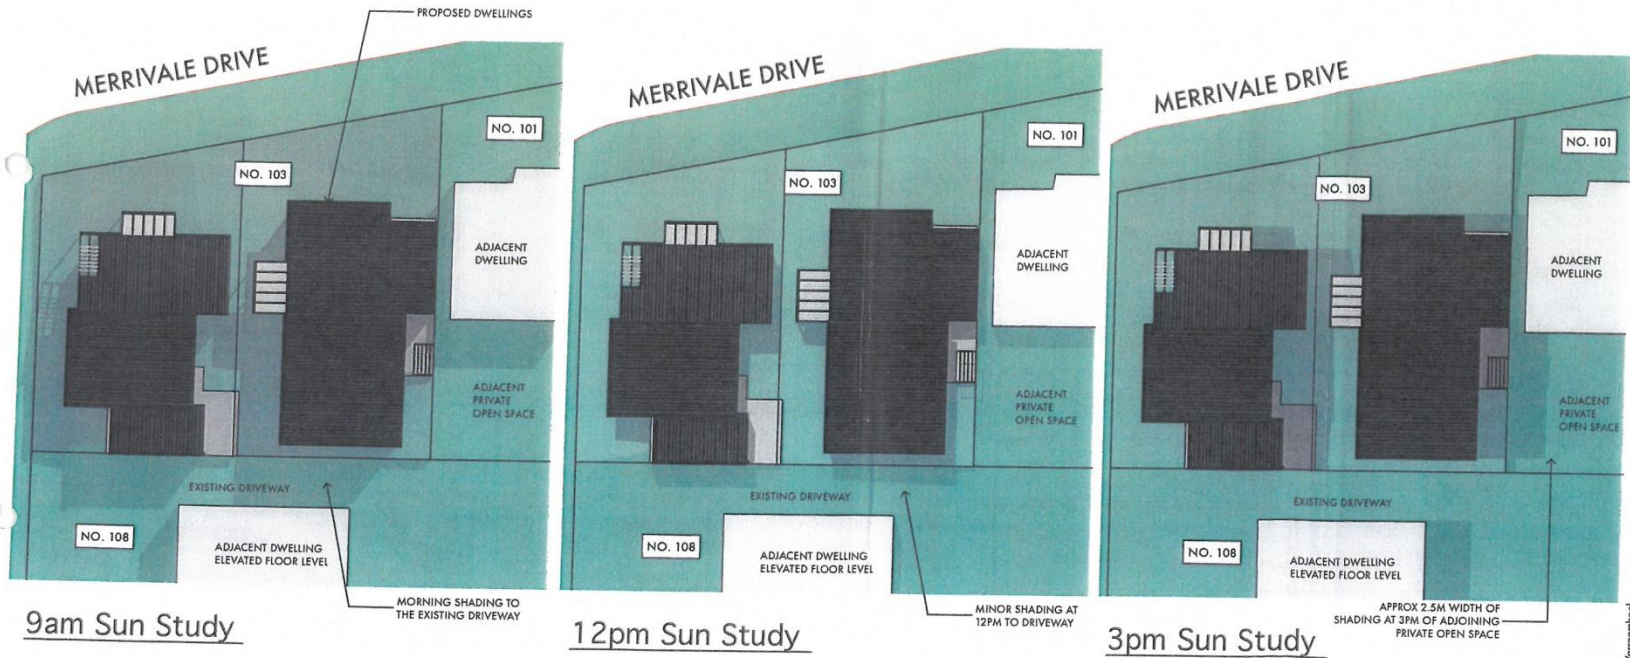 PROPOSED DWELLINGS
MERRIVALE DRIVE
NO. 101
NO. 103
ADJACENT
DWELLING
ADJACENT
PRIVATE
OPEN SPACE
EXISTING DRIVEWAY
NO. 108
ADJACENT DWELLING
ELEVATED FLOOR LEVEL
MORNING SHADING TO
THE EXISTING DRIVEWAY
9am Sun Study
MERRIVALE DRIVE
NO. 101
NO. 103
ADJACENT
DWELLING
ADJACENT
PRIVATE
OPEN SPACE
EXISTING DRIVEWAY
NO. 108
ADJACENT DWELLING
ELEVATED FLOOR LEVEL
MINOR SHADING AT
12PM TO DRIVEWAY
12pm Sun Study
MERRIVALE DRIVE
NO. 101
NO. 103
ADJACENT
DWELLING
ADJACENT
PRIVATE
OPEN SPACE
EXISTING DRIVEWAY
NO. 108
ADJACENT DWELLING
ELEVATED FLOOR LEVEL
APPROX 2.5M WIDTH OF
SHADING AT 3PM OF ADJOINING
PRIVATE OPEN SPACE
3pm Sun Study